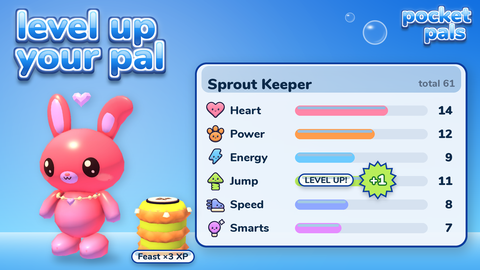 level up
your pal
pocket
pals
Sprout Keeper
total 61
Heart 14
Power 12
Energy 9
Jump LEVEL UP! +1 11
Speed 8
Smarts 7
Feast ×3 XP